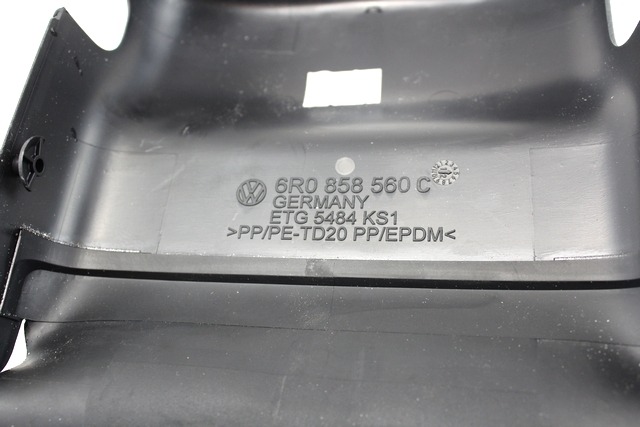 6R0 858 560 C
GERMANY
ETG 5484 KS1
>PP/PE-TD20 PP/EPDM<